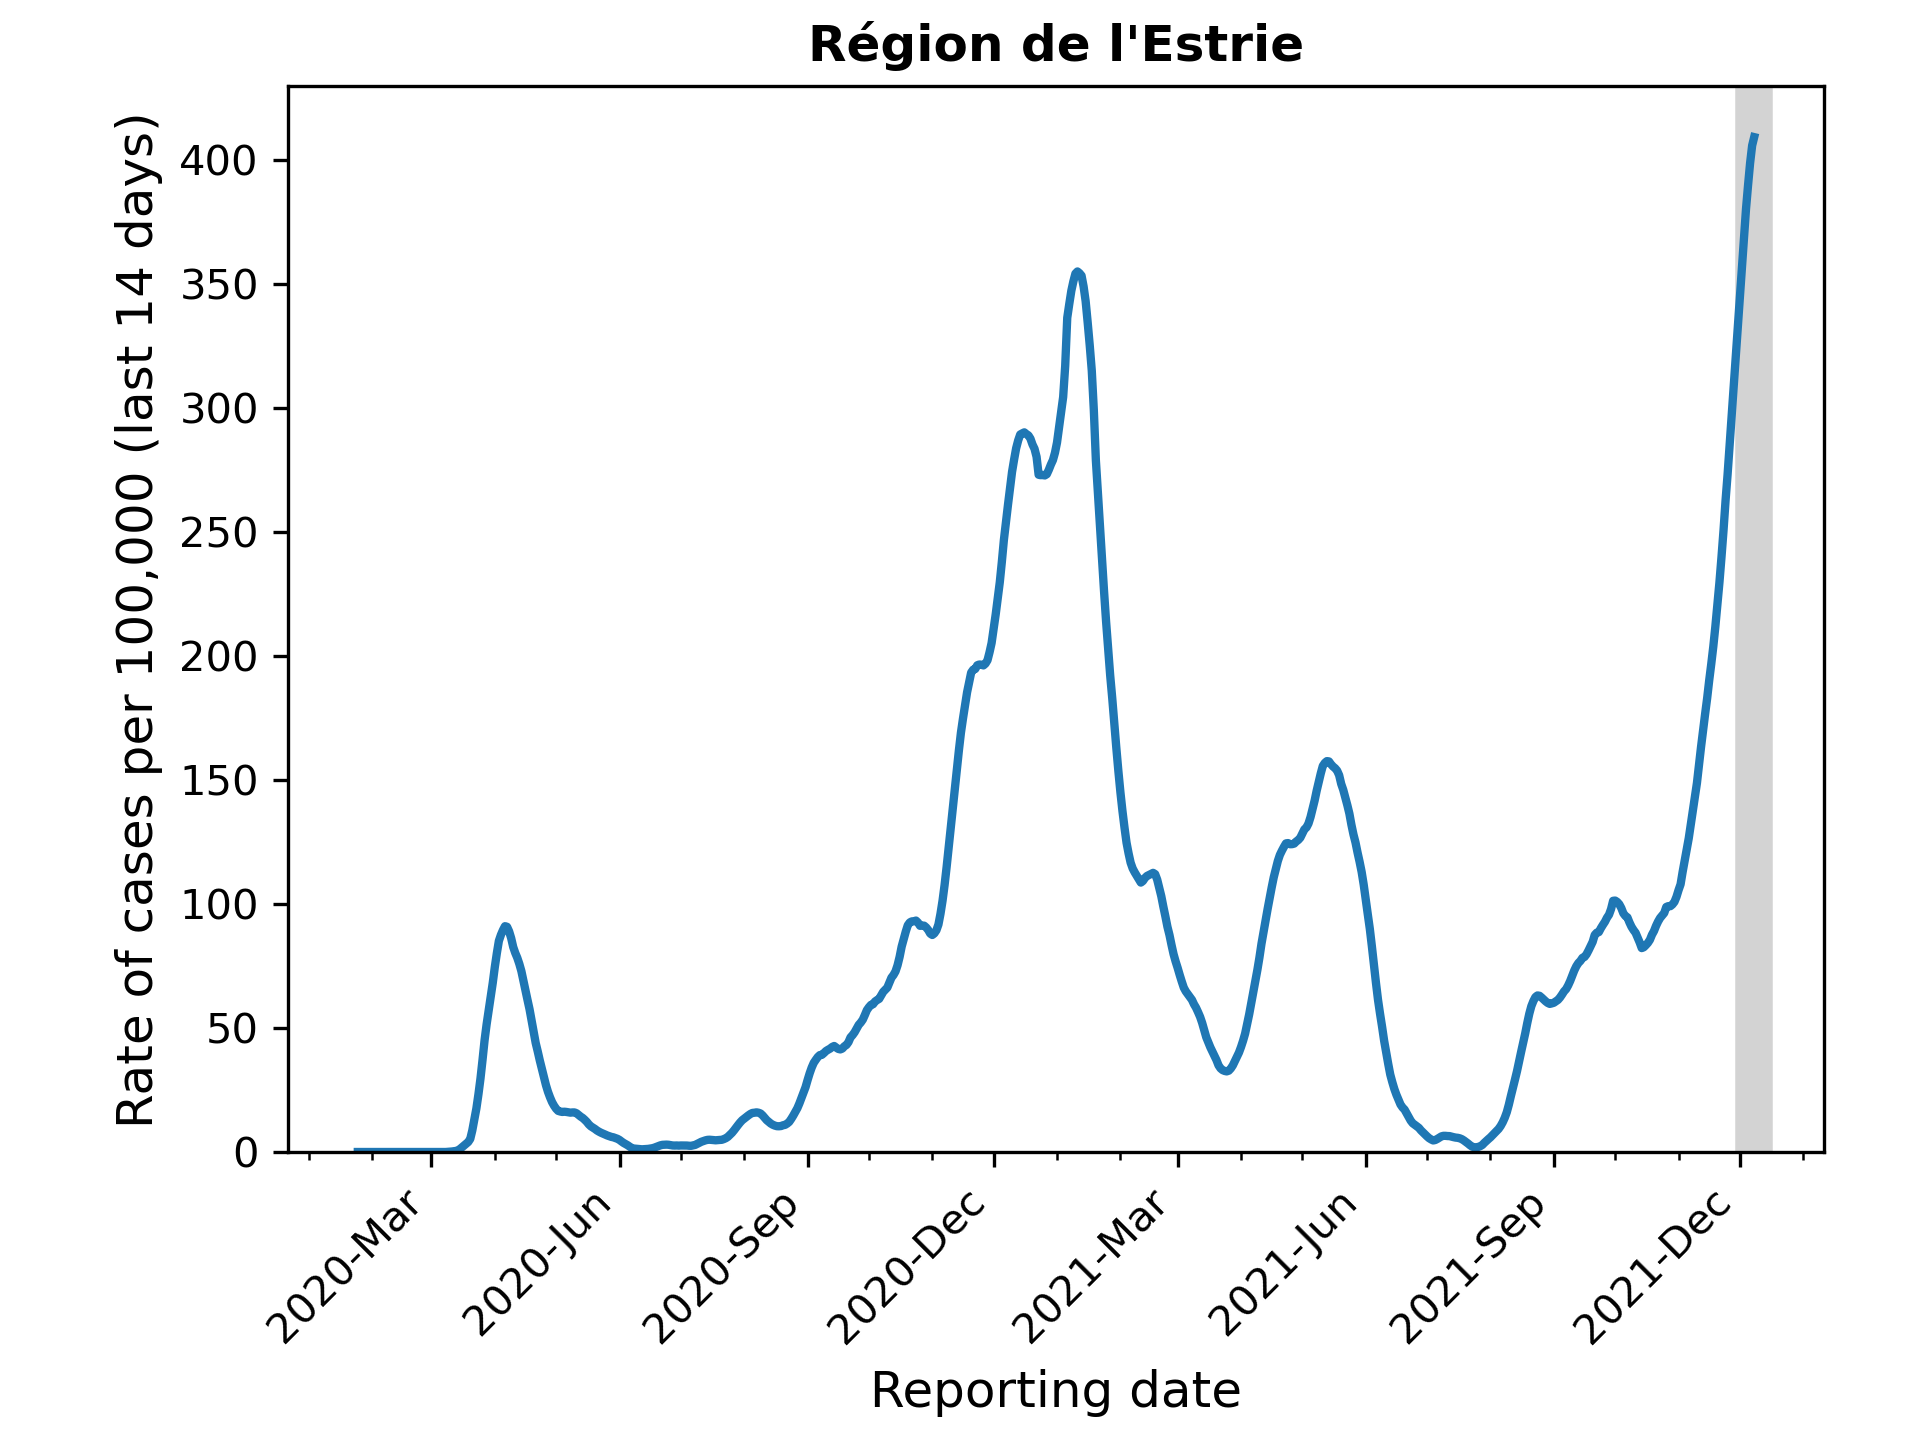 Région de l'Estrie
Rate of cases per 100,000 (last 14 days)
400
350
300
250
200
150
100
50
0
2020-Mar
2020-Jun
2020-Sep
2020-Dec
2021-Mar
2021-Jun
2021-Sep
2021-Dec
Reporting date